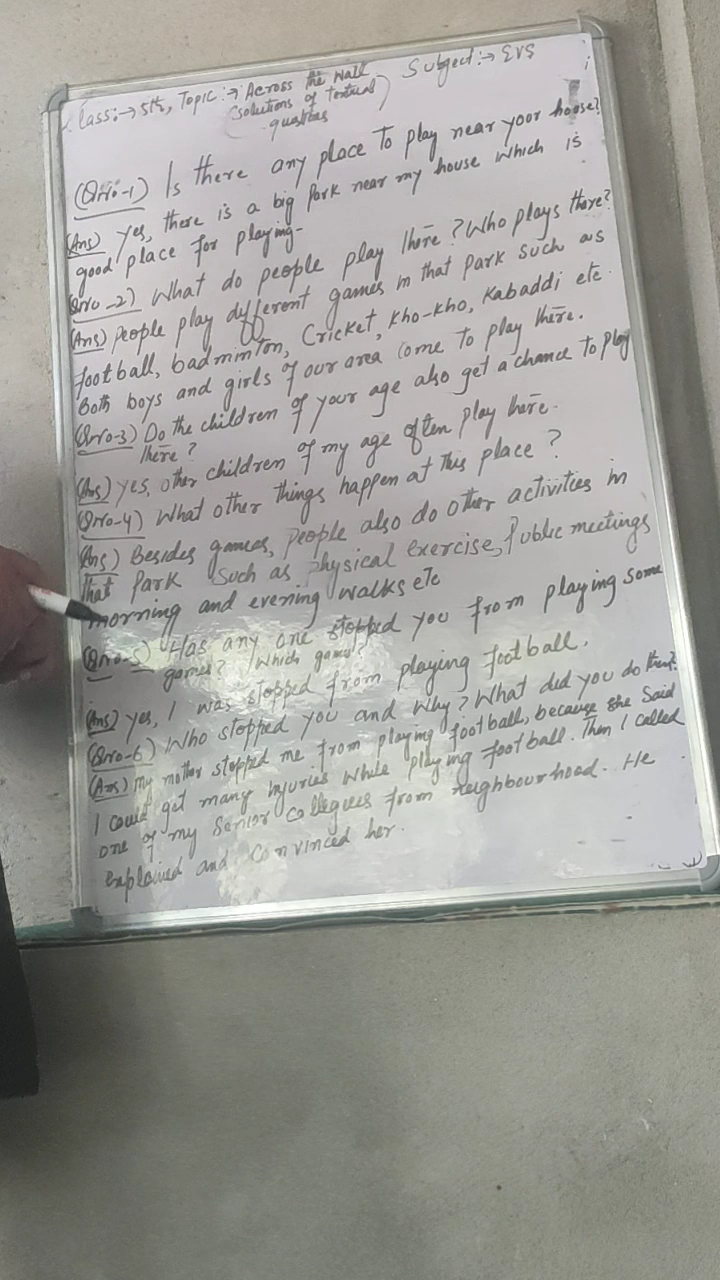 Class:→ 5th, Topic:→ Across the Wall Subject:→ EVS
(Solutions of textual
questions)
(Q.No-1) Is there any place to play near your house?
(Ans) Yes, there is a big Park near my house which is
good place for playing-
(Q.No-2) What do people play there? Who plays there?
(Ans) People play different games in that Park such as
football, badminton, Cricket, Kho-kho, Kabaddi etc.
Both boys and girls of our area come to play there.
(Q.No-3) Do the children of your age also get a chance to play
there?
(Ans) Yes, other children of my age often play here.
(Q.No-4) What other things happen at this place?
(Ans) Besides games, People also do other activities in
that Park such as physical exercise, Public meetings
morning and evening walks etc
(Q.No-5) Has any one stopped you from playing some
games? Which game?
(Ans) Yes, I was stopped from playing football.
(Q.No-6) Who stopped you and Why? What did you do then?
(Ans) My mother stopped me from playing football, because she said
I could get many injuries while playing football. Then I called
one of my Senior collegues from neighbourhood. He
explained and convinced her.